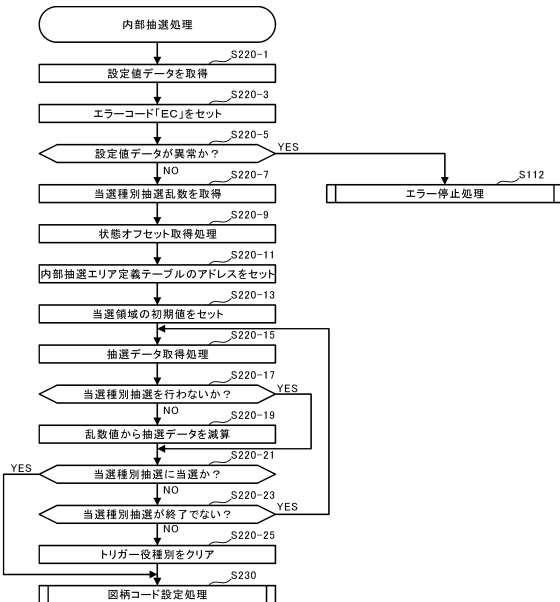 内部抽選処理
S220-1
設定値データを取得
S220-3
エラーコード「EC」をセット
S220-5
設定値データが異常か？
YES
NO
S220-7
当選種別抽選乱数を取得
S112
エラー停止処理
S220-9
状態オフセット取得処理
S220-11
内部抽選エリア定義テーブルのアドレスをセット
S220-13
当選領域の初期値をセット
S220-15
抽選データ取得処理
S220-17
当選種別抽選を行わないか？
YES
NO
S220-19
乱数値から抽選データを減算
S220-21
YES
当選種別抽選に当選か？
NO
S220-23
当選種別抽選が終了でない？
YES
NO
S220-25
トリガー役種別をクリア
S230
図柄コード設定処理